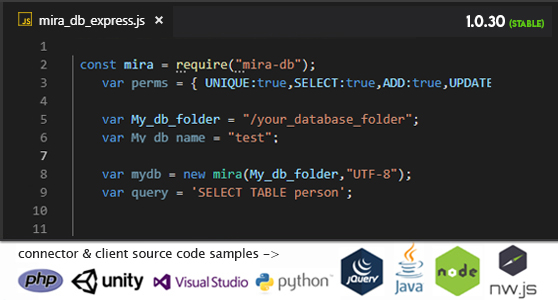 JS mira_db_express.js ×
1.0.30 (STABLE)
1
2 const mira = require("mira-db");
3 var perms = { UNIQUE:true,SELECT:true,ADD:true,UPDATE
4
5 var My_db_folder = "/your_database_folder";
6 var My_db_name = "test";
7
8 var mydb = new mira(My_db_folder,"UTF-8");
9 var query = 'SELECT TABLE person';
10
11
connector & client source code samples ->
php unity Visual Studio python jQuery Java node nw.js